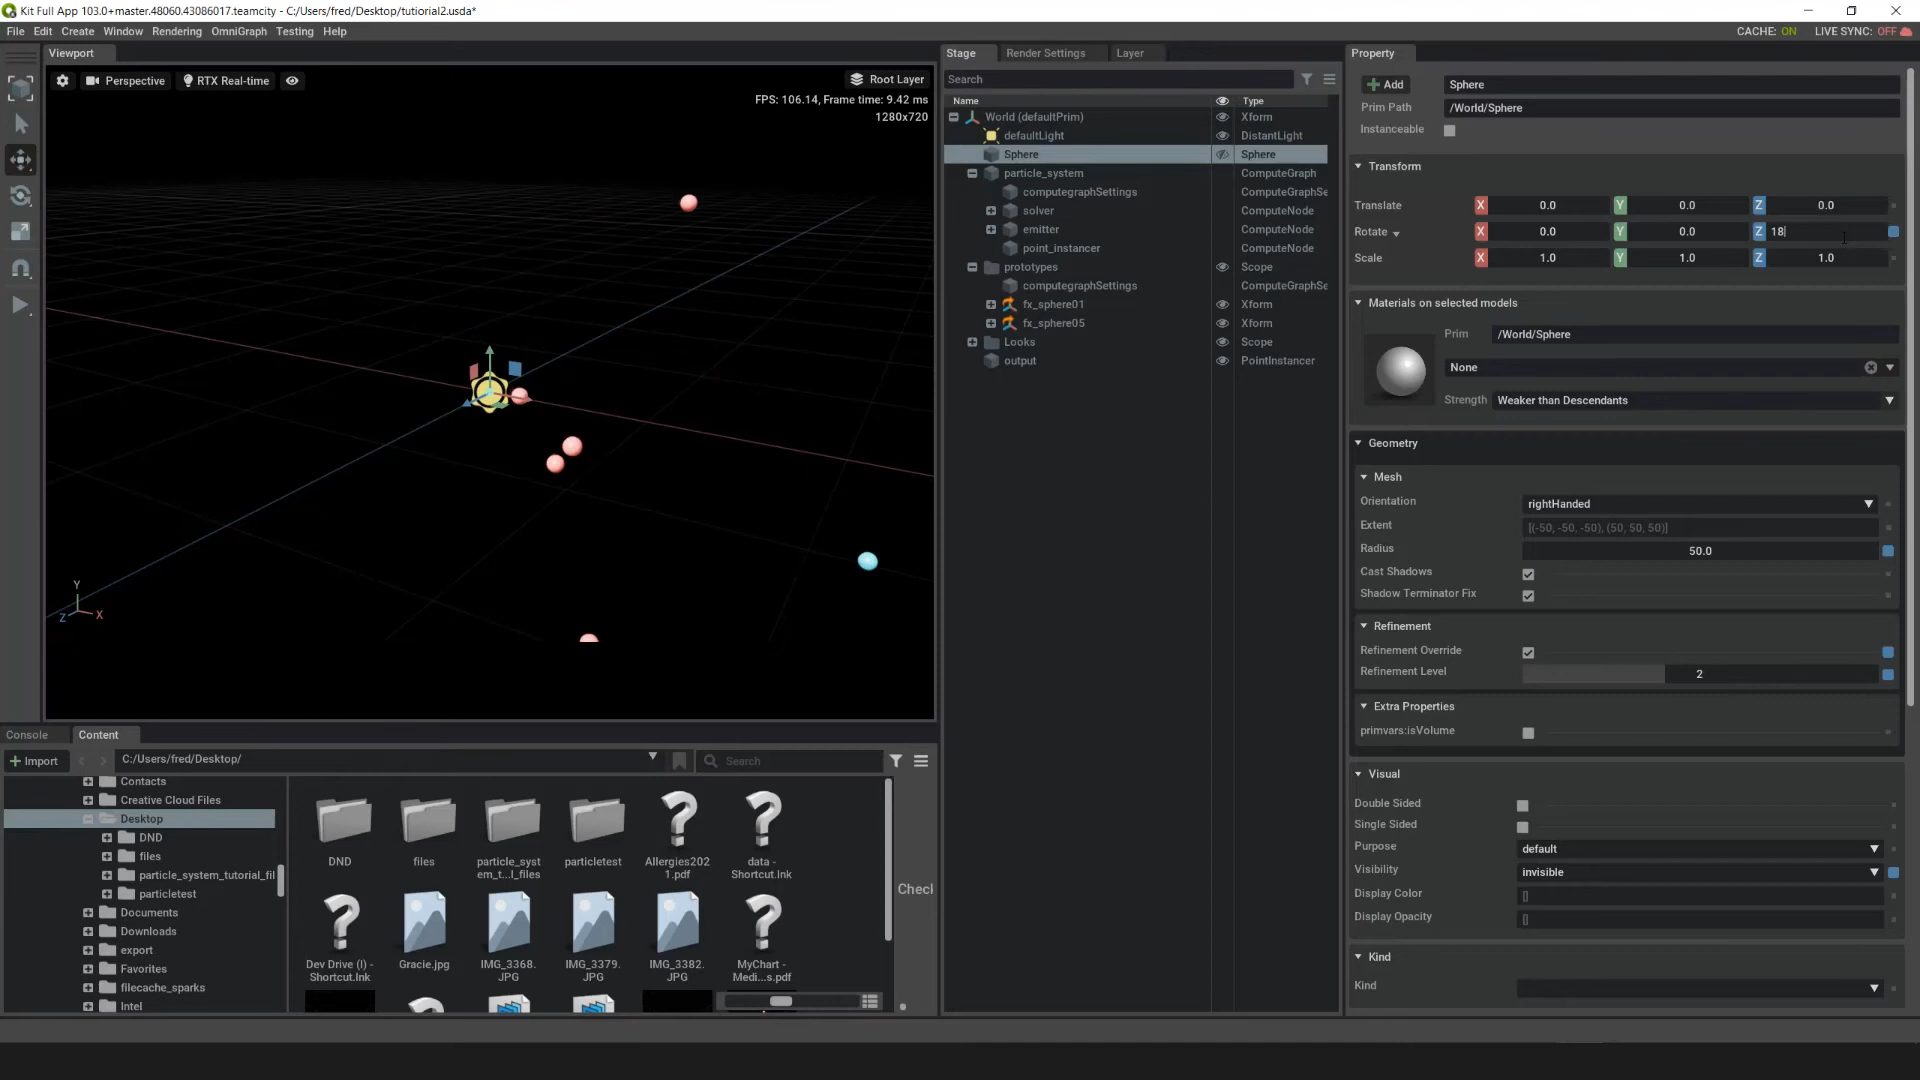 Kit Full App 103.0+master.48060.43086017.teamcity - C:/Users/fred/Desktop/tutiorial2.usda*
File Edit Create Window Rendering OmniGraph Testing Help
CACHE: ON LIVE SYNC: OFF
Viewport
Perspective RTX Real-time Root Layer
FPS: 106.14, Frame time: 9.42 ms
1280x720
Y
Z X
Stage Render Settings Layer
Search
Name Type
World (defaultPrim) Xform
defaultLight DistantLight
Sphere Sphere
particle_system ComputeGraph
computegraphSettings ComputeGraphSe
solver ComputeNode
emitter ComputeNode
point_instancer ComputeNode
prototypes Scope
computegraphSettings ComputeGraphSe
fx_sphere01 Xform
fx_sphere05 Xform
Looks Scope
output PointInstancer
Property
Add Sphere
Prim Path /World/Sphere
Instanceable
Transform
Translate X 0.0 Y 0.0 Z 0.0
Rotate X 0.0 Y 0.0 Z 18
Scale X 1.0 Y 1.0 Z 1.0
Materials on selected models
Prim /World/Sphere
None
Strength Weaker than Descendants
Geometry
Mesh
Orientation rightHanded
Extent [(-50, -50, -50), (50, 50, 50)]
Radius 50.0
Cast Shadows
Shadow Terminator Fix
Refinement
Refinement Override
Refinement Level 2
Extra Properties
primvars:isVolume
Visual
Double Sided
Single Sided
Purpose default
Visibility invisible
Display Color []
Display Opacity []
Kind
Kind
Console Content
Import C:/Users/fred/Desktop/ Search
Contacts
Creative Cloud Files
Desktop
DND
files
particle_system_tutorial_fil
particletest
Documents
Downloads
export
Favorites
filecache_sparks
Intel
DND
files
particle_syst
em_t...l_files
particletest
Allergies202
1.pdf
data -
Shortcut.lnk
Dev Drive (I) -
Shortcut.lnk
Gracie.jpg
IMG_3368.
JPG
IMG_3379.
JPG
IMG_3382.
JPG
MyChart -
Medi...s.pdf
Checl